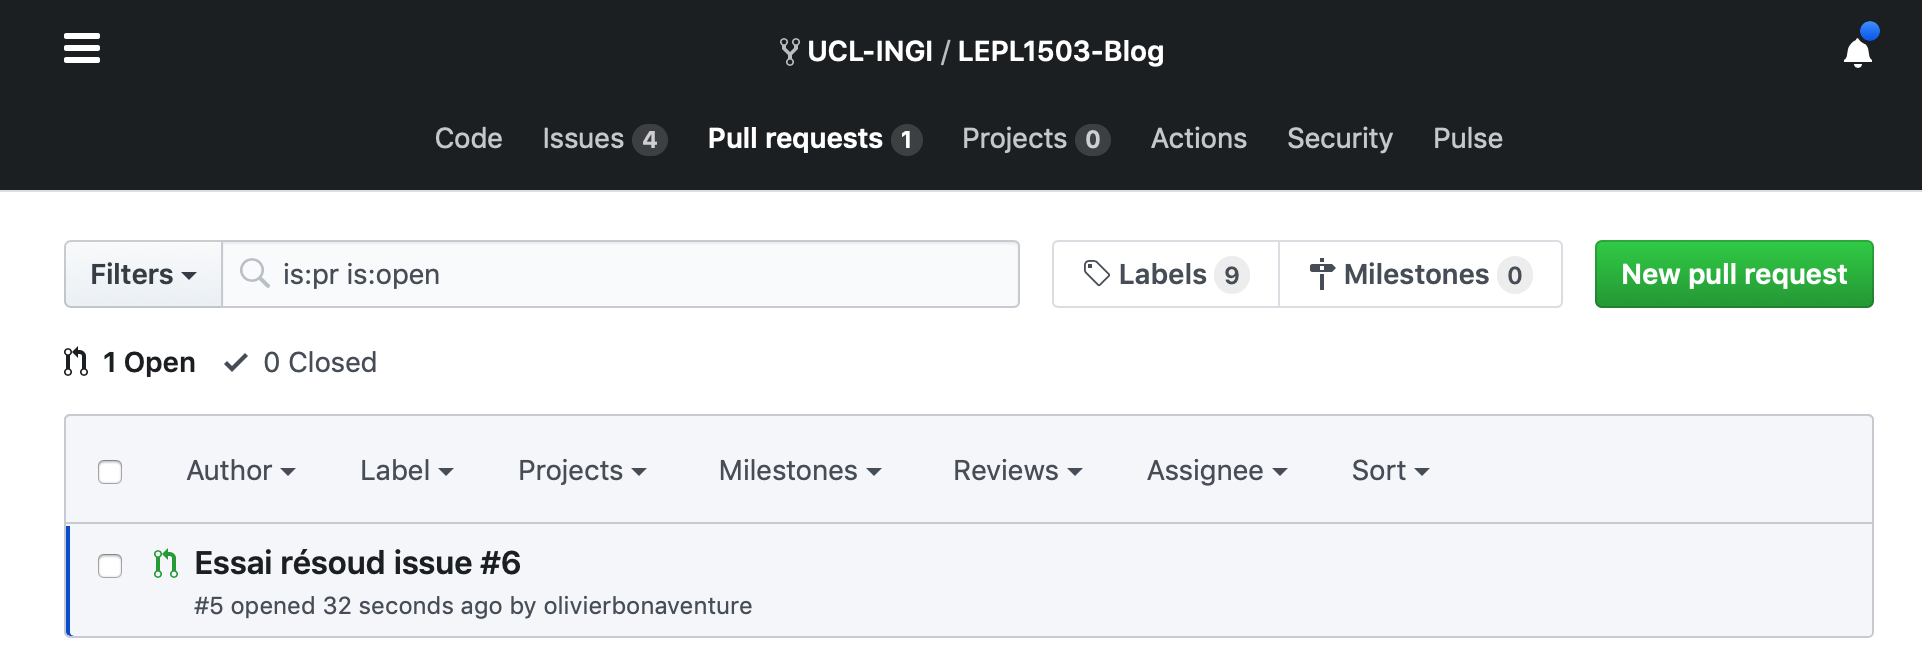 UCL-INGI / LEPL1503-Blog
Code Issues 4 Pull requests 1 Projects 0 Actions Security Pulse
Filters is:pr is:open Labels 9 Milestones 0 New pull request
1 Open 0 Closed
Author Label Projects Milestones Reviews Assignee Sort
Essai résoud issue #6
#5 opened 32 seconds ago by olivierbonaventure